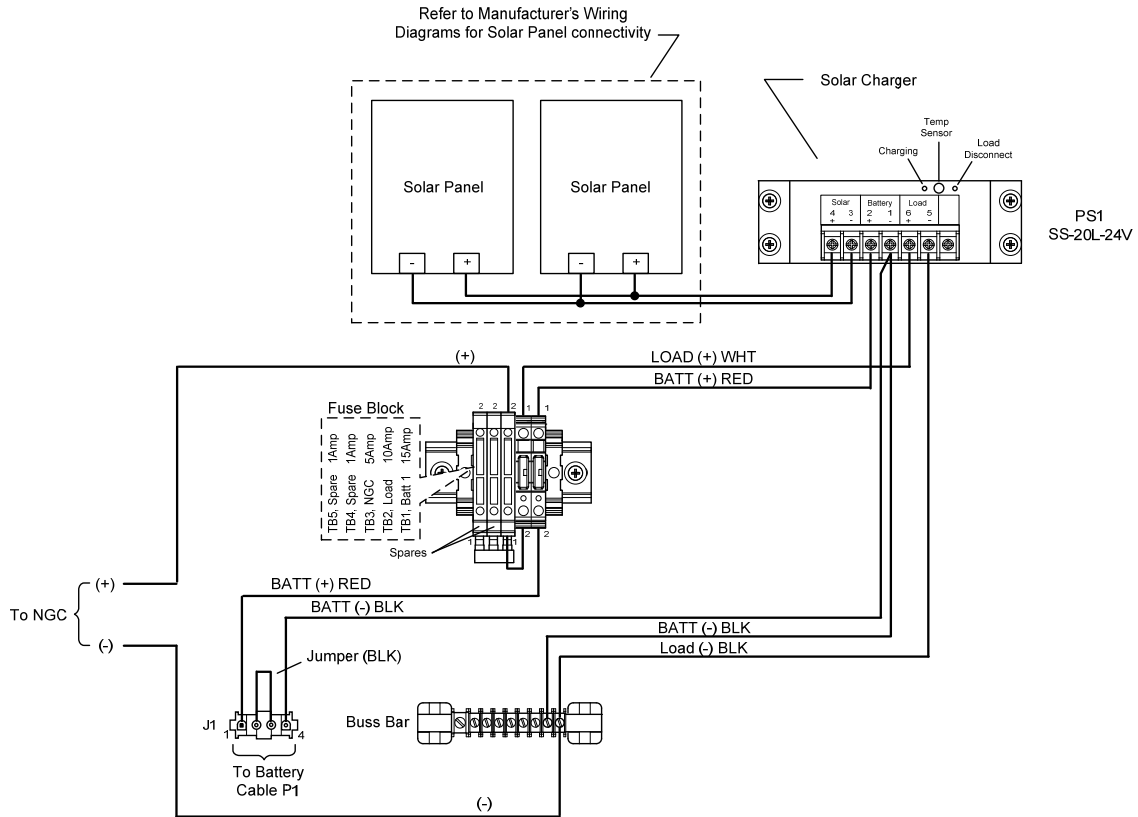 Refer to Manufacturer's Wiring
Diagrams for Solar Panel connectivity
Solar Charger
Temp
Sensor
Charging
Load
Disconnect
Solar Panel
Solar Panel
Solar
Battery
Load
4 3 2 1 6 5
+ - + - + -
PS1
SS-20L-24V
- +
- +
(+)
LOAD (+) WHT
BATT (+) RED
2 2 2 1 1
Fuse Block
TB5, Spare 1Amp
TB4, Spare 1Amp
TB3, NGC 5Amp
TB2, Load 10Amp
TB1, Batt 1 15Amp
1 1 2 2
Spares
(+)
To NGC
(-)
BATT (+) RED
BATT (-) BLK
BATT (-) BLK
Load (-) BLK
Jumper (BLK)
J1
1 4
Buss Bar
To Battery
Cable P1
(-)